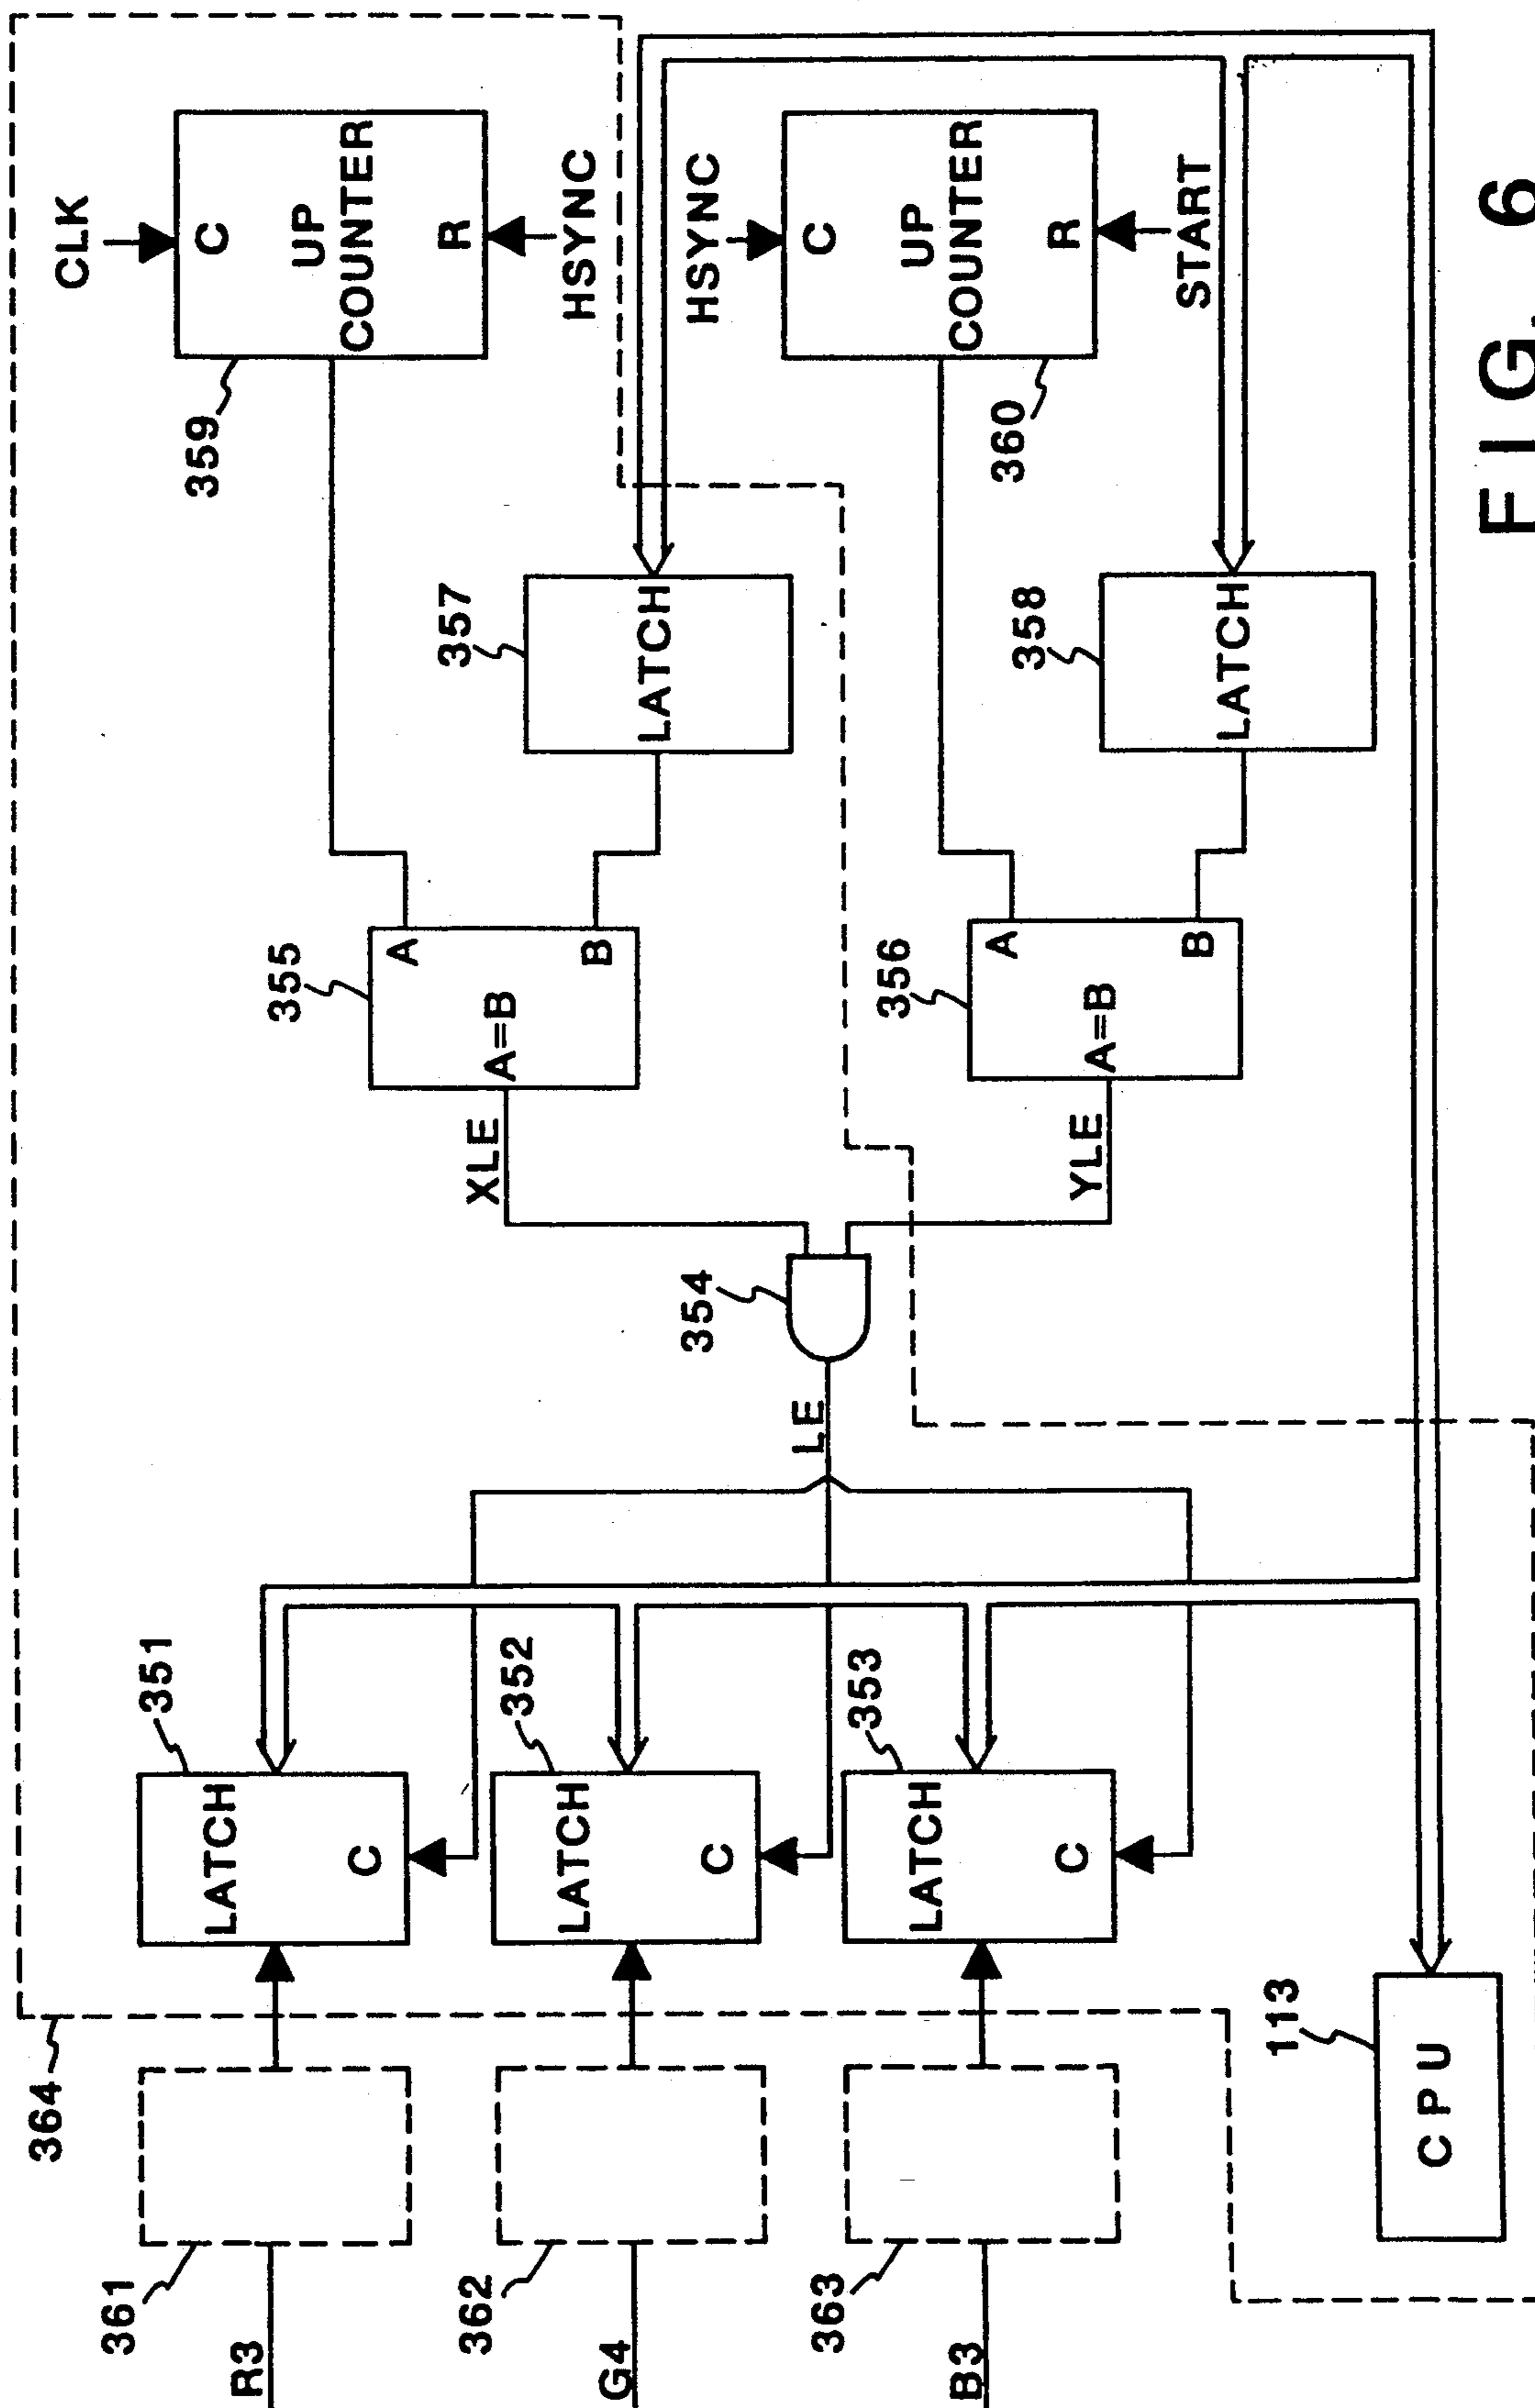 364
361
R3
LATCH
C
351
362
G4
LATCH
C
352
363
B3
LATCH
C
353
113
CPU
LE
354
XLE
355
A=B
A
B
YLE
356
A=B
A
B
357
LATCH
358
LATCH
359
CLK
C
UP
COUNTER
R
HSYNC
360
HSYNC
C
UP
COUNTER
R
START
FIG. 6